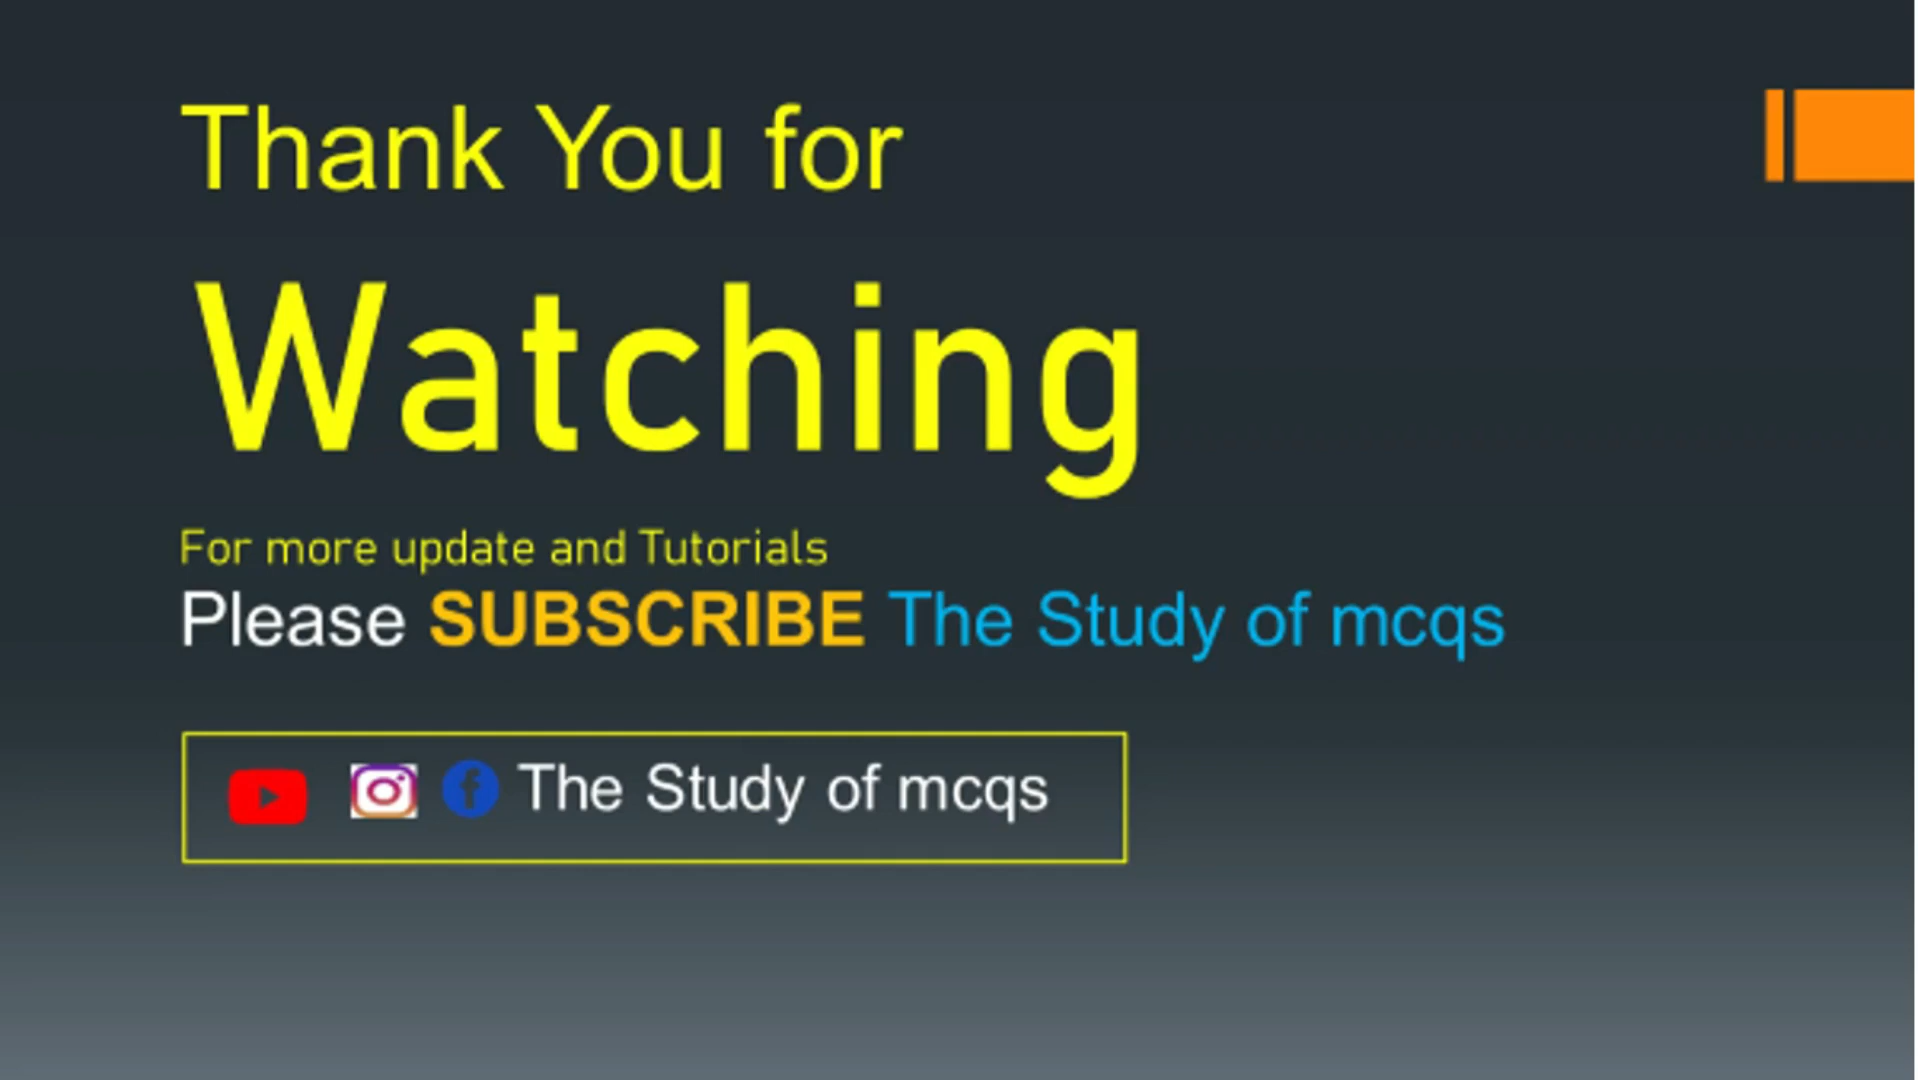 Thank You for
Watching
For more update and Tutorials
Please SUBSCRIBE The Study of mcqs
The Study of mcqs